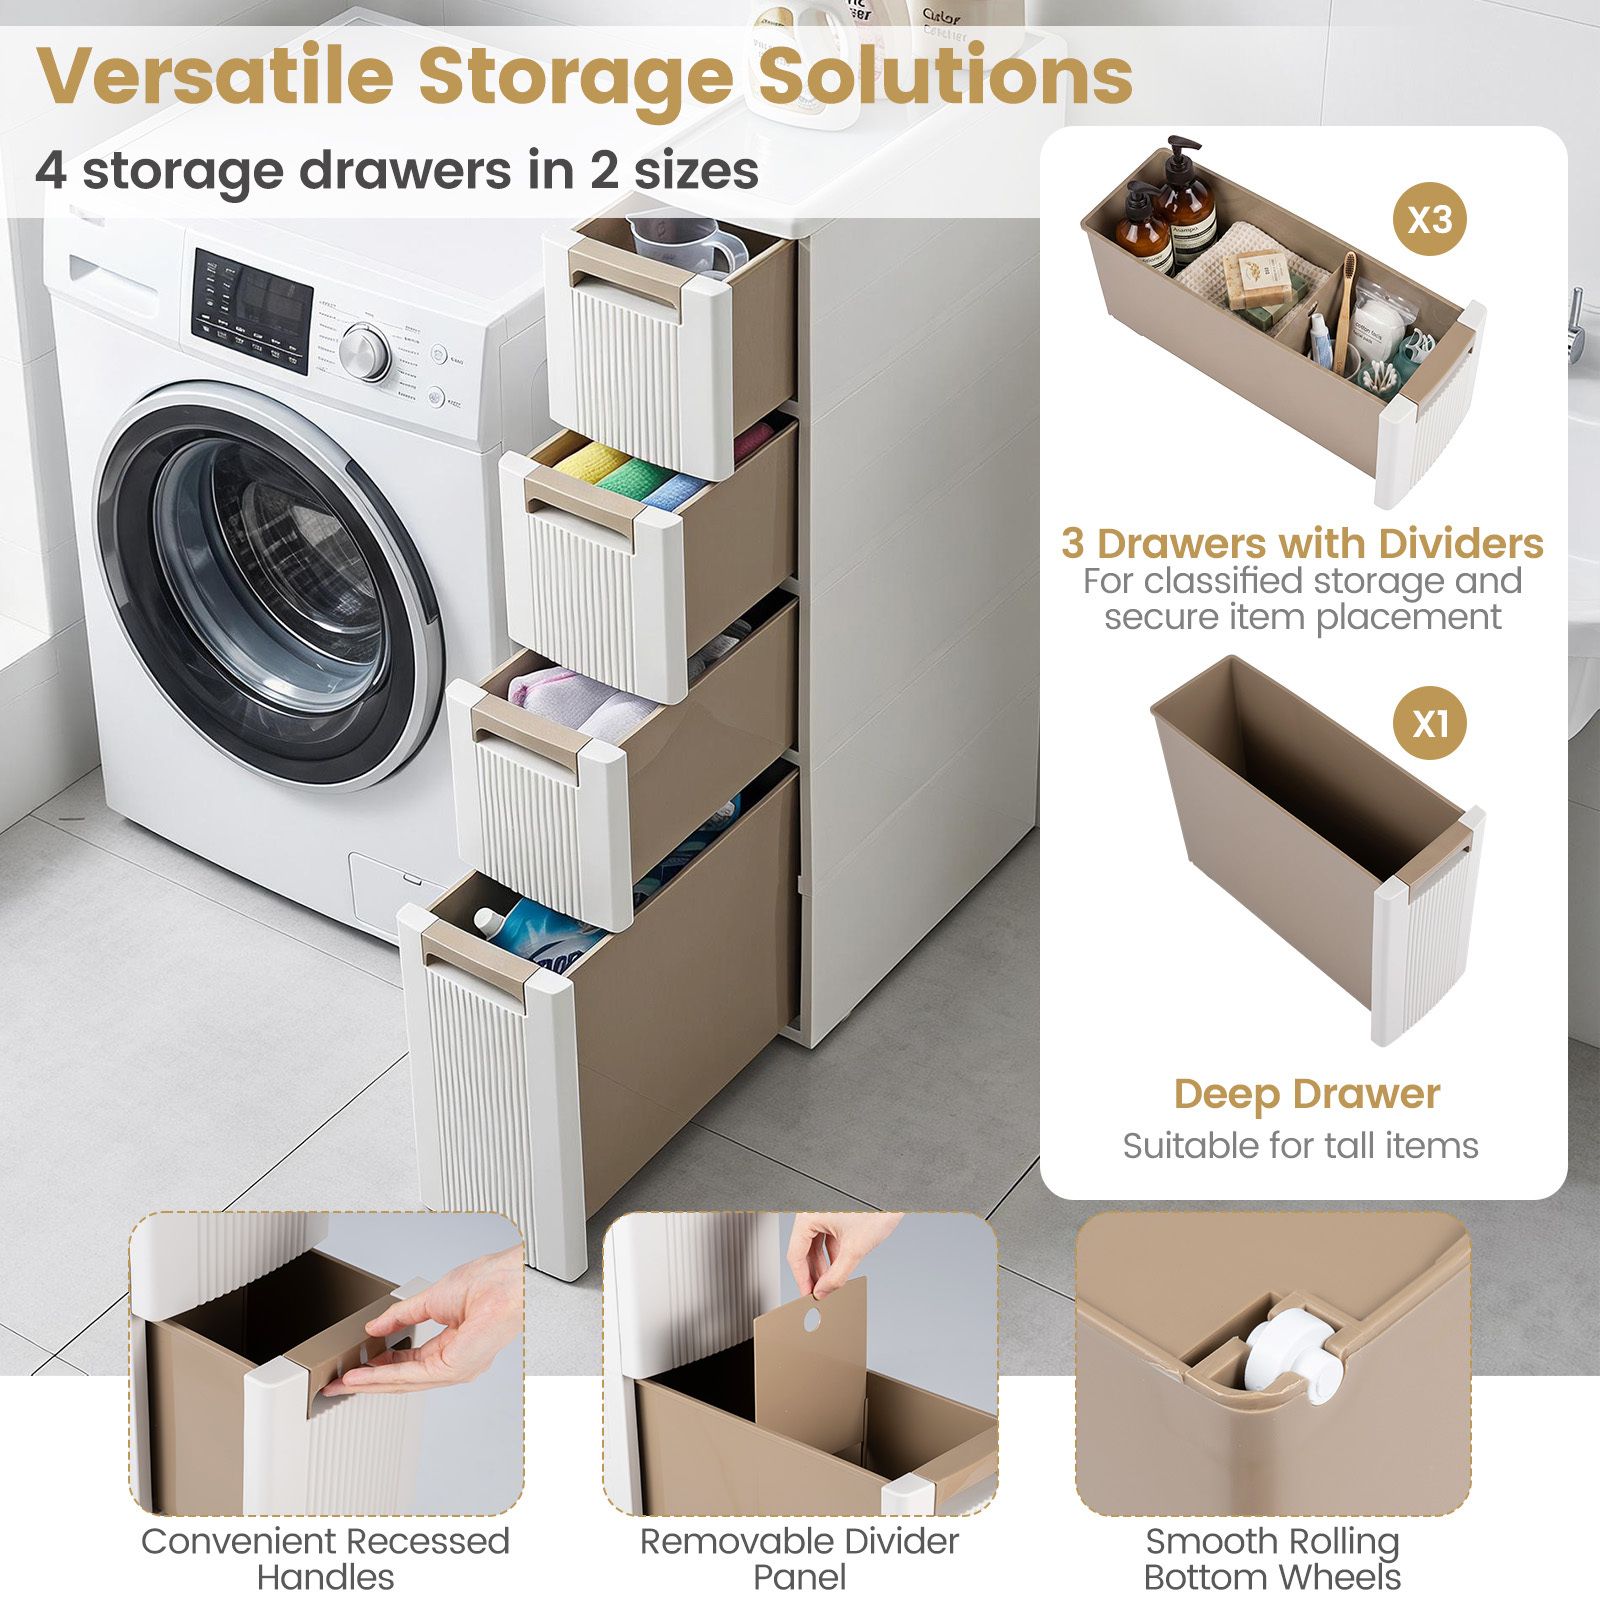 Versatile Storage Solutions
4 storage drawers in 2 sizes
X3
3 Drawers with Dividers
For classified storage and
secure item placement
X1
Deep Drawer
Suitable for tall items
Convenient Recessed
Handles
Removable Divider
Panel
Smooth Rolling
Bottom Wheels